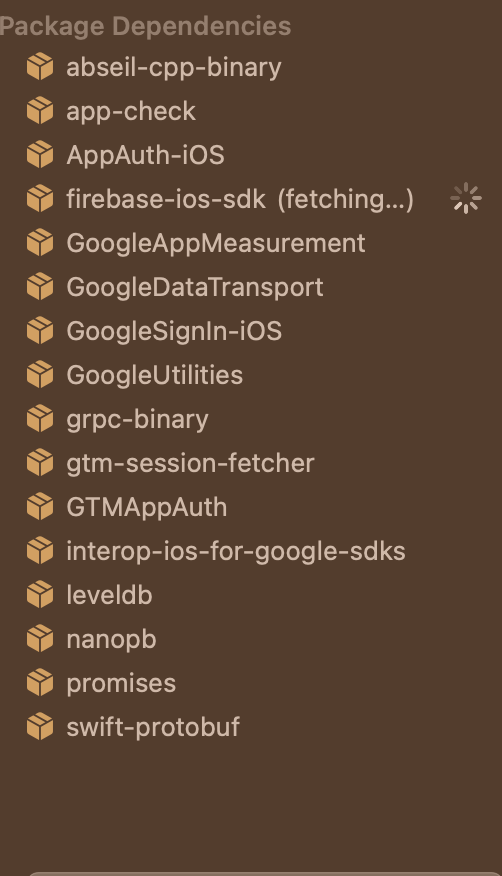 Package Dependencies
abseil-cpp-binary
app-check
AppAuth-iOS
firebase-ios-sdk (fetching...)
GoogleAppMeasurement
GoogleDataTransport
GoogleSignIn-iOS
GoogleUtilities
grpc-binary
gtm-session-fetcher
GTMAppAuth
interop-ios-for-google-sdks
leveldb
nanopb
promises
swift-protobuf